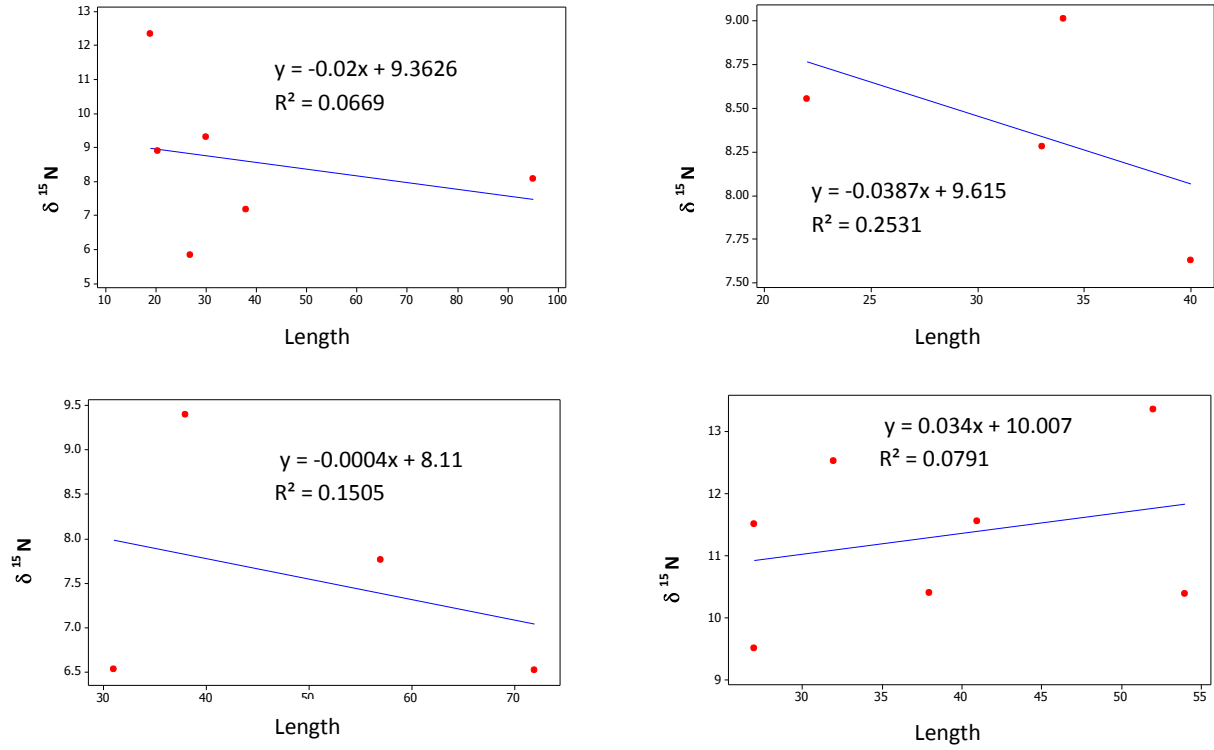 13
12
11
10
9
8
7
6
5
δ ¹⁵ N
y = -0.02x + 9.3626
R² = 0.0669
10 20 30 40 50 60 70 80 90 100
Length
9.00
8.75
8.50
8.25
8.00
7.75
7.50
δ ¹⁵ N
y = -0.0387x + 9.615
R² = 0.2531
20 25 30 35 40
Length
9.5
9.0
8.5
8.0
7.5
7.0
6.5
δ ¹⁵ N
y = -0.0004x + 8.11
R² = 0.1505
30 40 50 60 70
Length
13
12
11
10
9
δ ¹⁵ N
y = 0.034x + 10.007
R² = 0.0791
30 35 40 45 50 55
Length